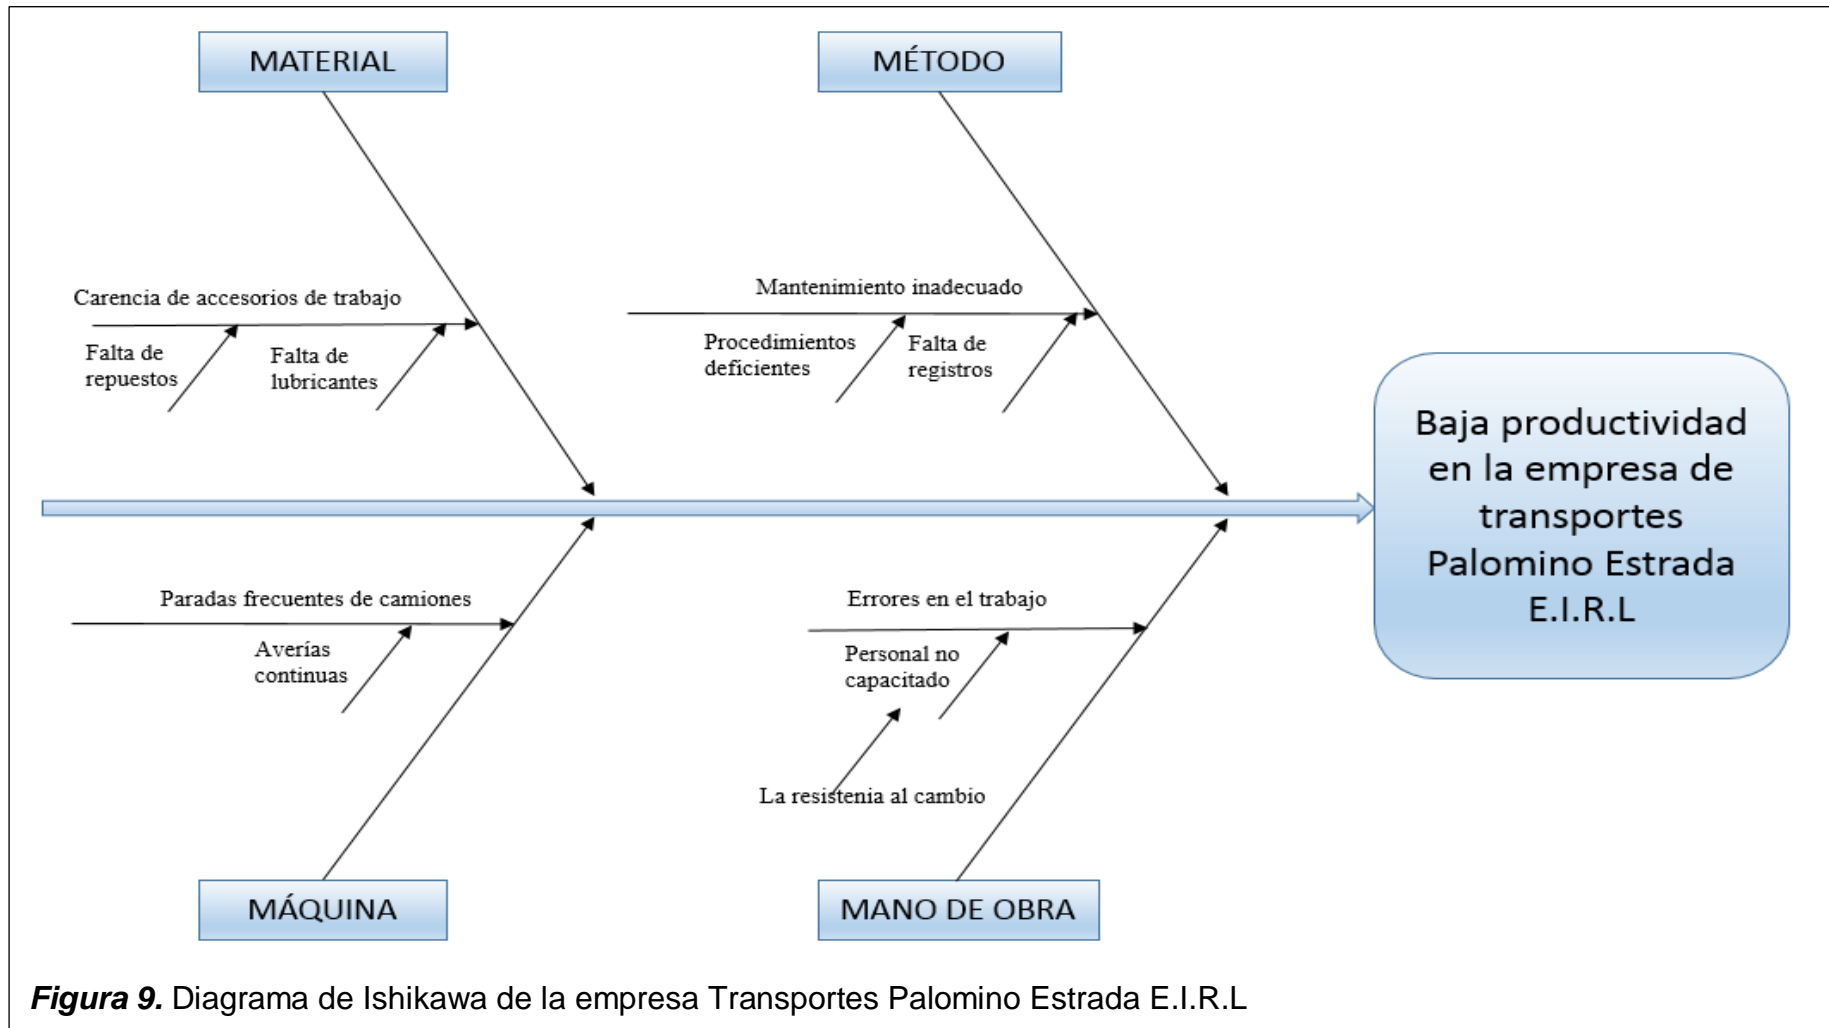 MATERIAL
MÉTODO
Carencia de accesorios de trabajo
Falta de
repuestos
Falta de
lubricantes
Mantenimiento inadecuado
Procedimientos
deficientes
Falta de
registros
Baja productividad
en la empresa de
transportes
Palomino Estrada
E.I.R.L
Paradas frecuentes de camiones
Averías
continuas
Errores en el trabajo
Personal no
capacitado
La resistenia al cambio
MÁQUINA
MANO DE OBRA
Figura 9. Diagrama de Ishikawa de la empresa Transportes Palomino Estrada E.I.R.L